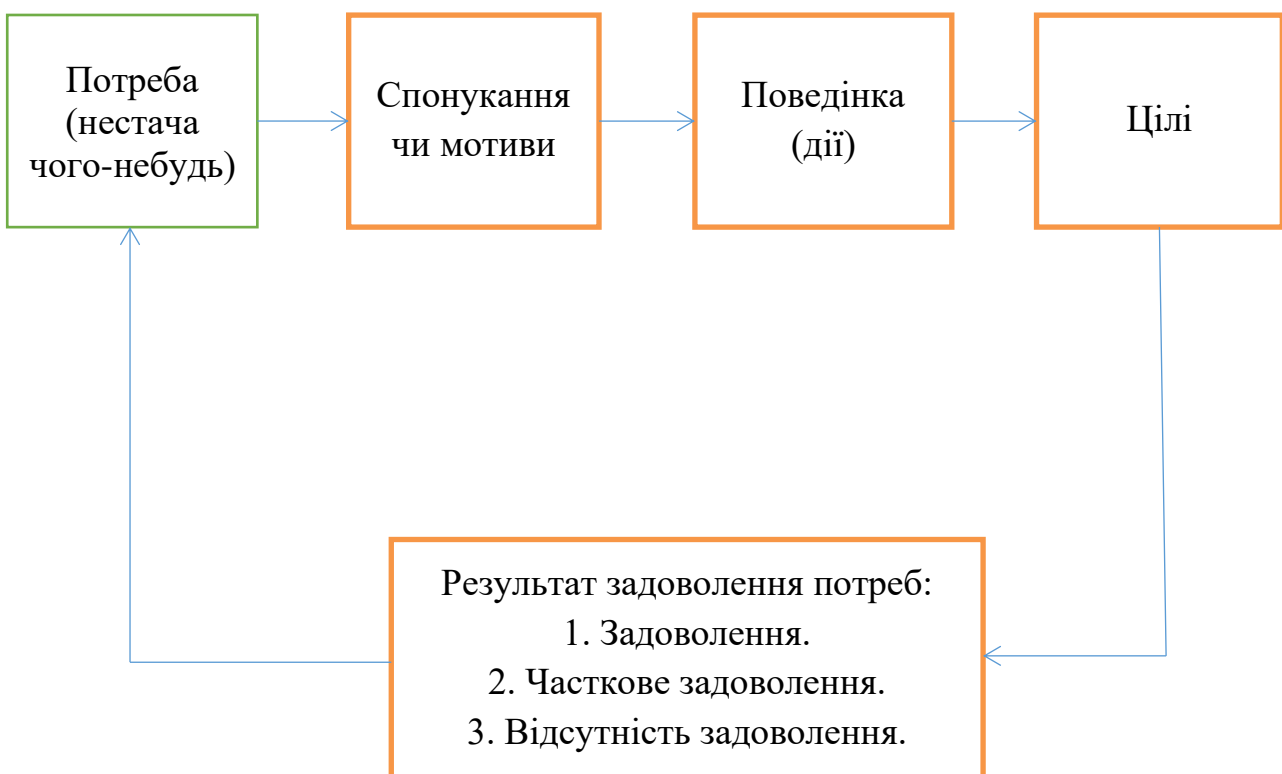 Потреба
(нестача
чого-небудь)
Спонукання
чи мотиви
Поведінка
(дії)
Цілі
Результат задоволення потреб:
1. Задоволення.
2. Часткове задоволення.
3. Відсутність задоволення.